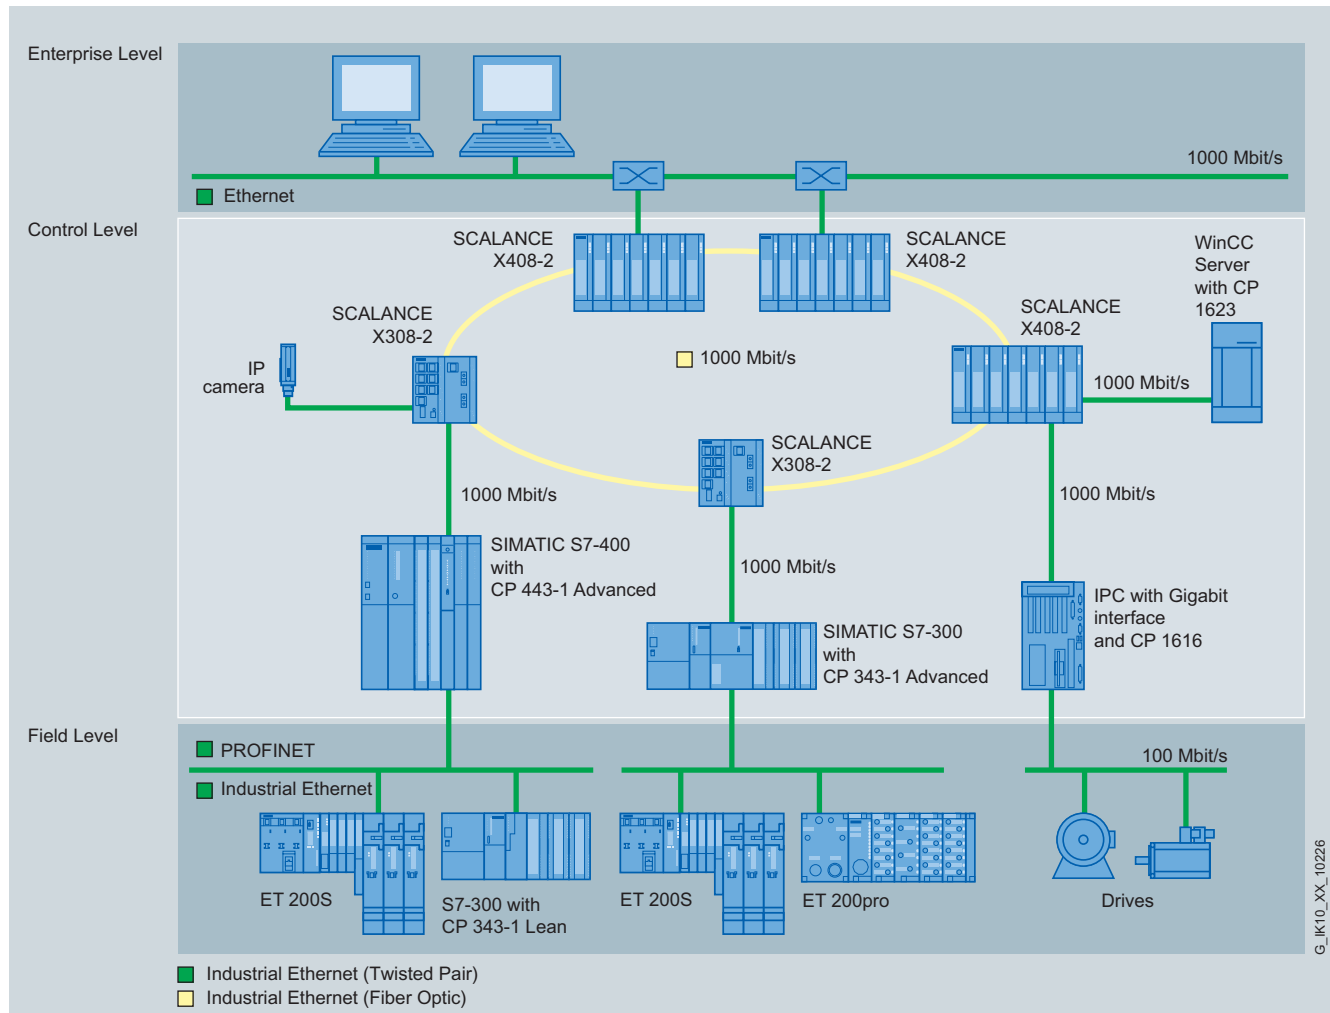 Enterprise Level
1000 Mbit/s
Ethernet
Control Level
SCALANCE
X408-2
SCALANCE
X408-2
WinCC
Server
with CP
1623
SCALANCE
X308-2
SCALANCE
X408-2
IP
camera
1000 Mbit/s
1000 Mbit/s
SCALANCE
X308-2
1000 Mbit/s
1000 Mbit/s
SIMATIC S7-400
with
CP 443-1 Advanced
1000 Mbit/s
IPC with Gigabit
interface
and CP 1616
SIMATIC S7-300
with
CP 343-1 Advanced
Field Level
PROFINET
100 Mbit/s
Industrial Ethernet
ET 200S
S7-300 with
CP 343-1 Lean
ET 200S
ET 200pro
Drives
G_IK10_XX_10226
Industrial Ethernet (Twisted Pair)
Industrial Ethernet (Fiber Optic)